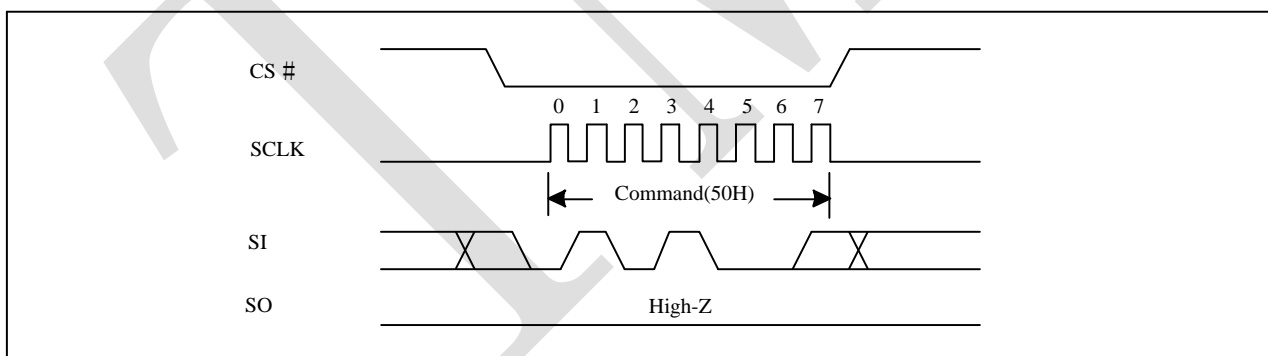 CS #
0 1 2 3 4 5 6 7
SCLK
Command(50H)
SI
SO High-Z